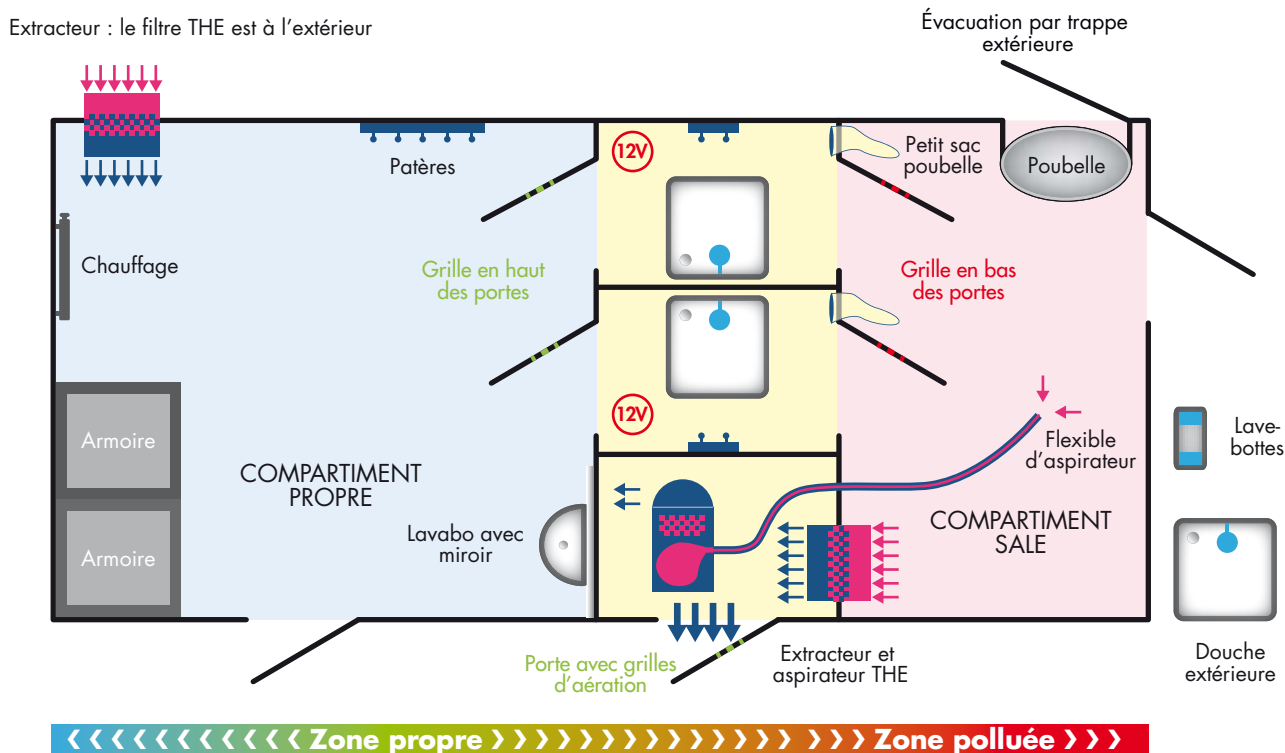 Extracteur : le filtre THE est à l'extérieur
Évacuation par trappe
extérieure
12V
Patères
Petit sac
poubelle
Poubelle
Chauffage
Grille en haut
des portes
Grille en bas
des portes
12V
Armoire
Armoire
COMPARTIMENT
PROPRE
Lavabo avec
miroir
Flexible
d'aspirateur
COMPARTIMENT
SALE
Lave-
bottes
Porte avec grilles
d'aération
Extracteur et
aspirateur THE
Douche
extérieure
Zone propre
Zone polluée